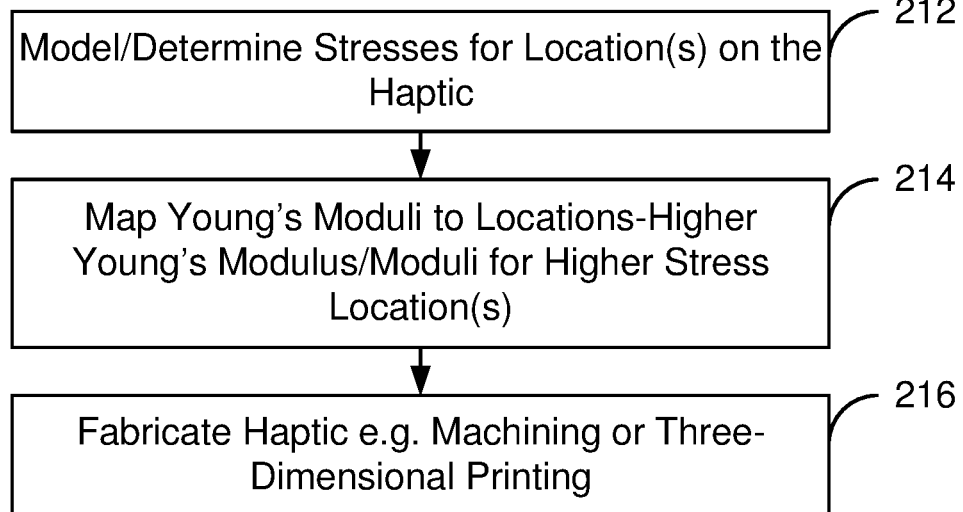 212
Model/Determine Stresses for Location(s) on the
Haptic
214
Map Young's Moduli to Locations-Higher
Young's Modulus/Moduli for Higher Stress
Location(s)
216
Fabricate Haptic e.g. Machining or Three-
Dimensional Printing